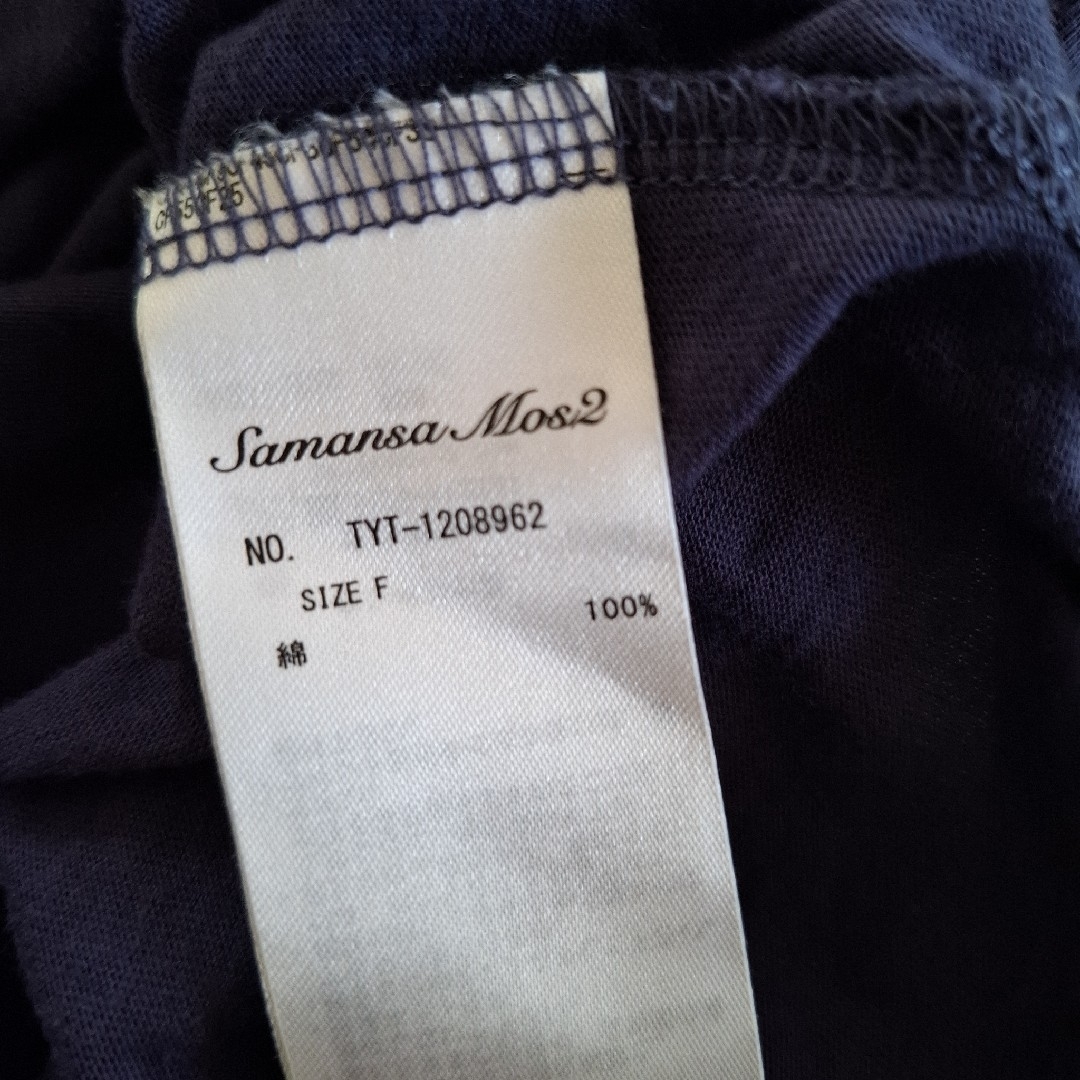 Samansa Mos2
NO. TYT-1208962
SIZE F
綿 100%